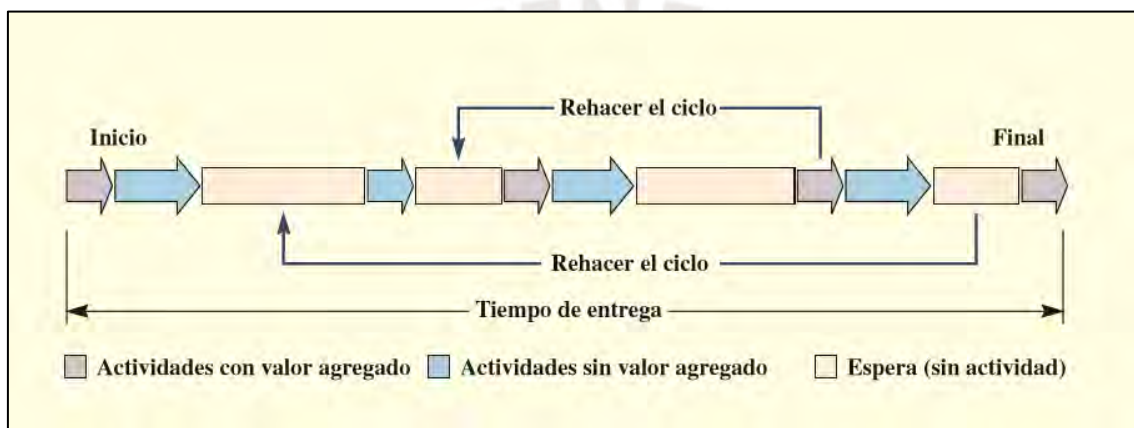 Rehacer el ciclo
Inicio
Final
Rehacer el ciclo
Tiempo de entrega
Actividades con valor agregado
Actividades sin valor agregado
Espera (sin actividad)